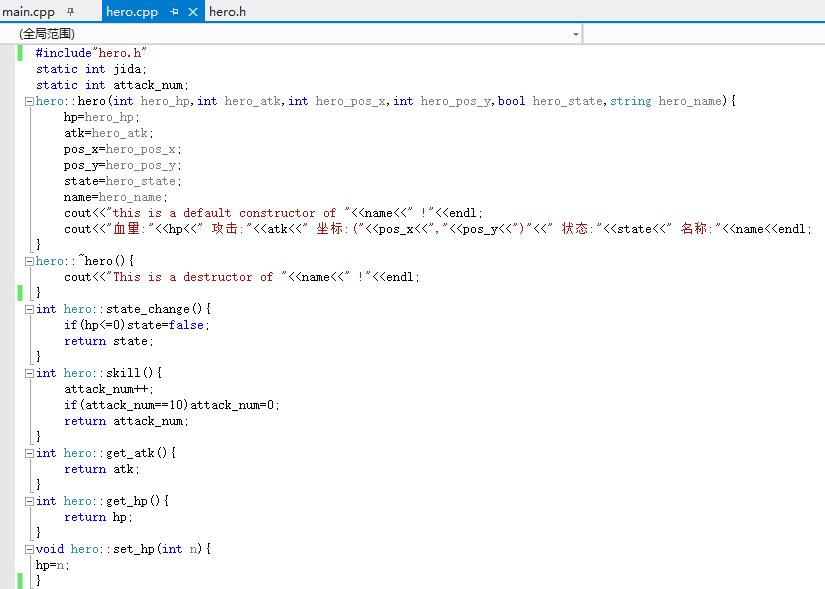 main.cpp hero.cpp hero.h
(全局范围)
#include"hero.h"
static int jida;
static int attack_num;
hero::hero(int hero_hp,int hero_atk,int hero_pos_x,int hero_pos_y,bool hero_state,string hero_name){
hp=hero_hp;
atk=hero_atk;
pos_x=hero_pos_x;
pos_y=hero_pos_y;
state=hero_state;
name=hero_name;
cout<<"this is a default constructor of "<<name<<" !"<<endl;
cout<<"血量:"<<hp<<" 攻击:"<<atk<<" 坐标:("<<pos_x<<","<<pos_y<<")"<<" 状态:"<<state<<" 名称:"<<name<<endl;
}
hero::~hero(){
cout<<"This is a destructor of "<<name<<" !"<<endl;
}
int hero::state_change(){
if(hp<=0)state=false;
return state;
}
int hero::skill(){
attack_num++;
if(attack_num==10)attack_num=0;
return attack_num;
}
int hero::get_atk(){
return atk;
}
int hero::get_hp(){
return hp;
}
void hero::set_hp(int n){
hp=n;
}